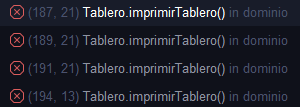 (187, 21) Tablero.imprimirTablero() in dominio
(189, 21) Tablero.imprimirTablero() in dominio
(191, 21) Tablero.imprimirTablero() in dominio
(194, 13) Tablero.imprimirTablero() in dominio